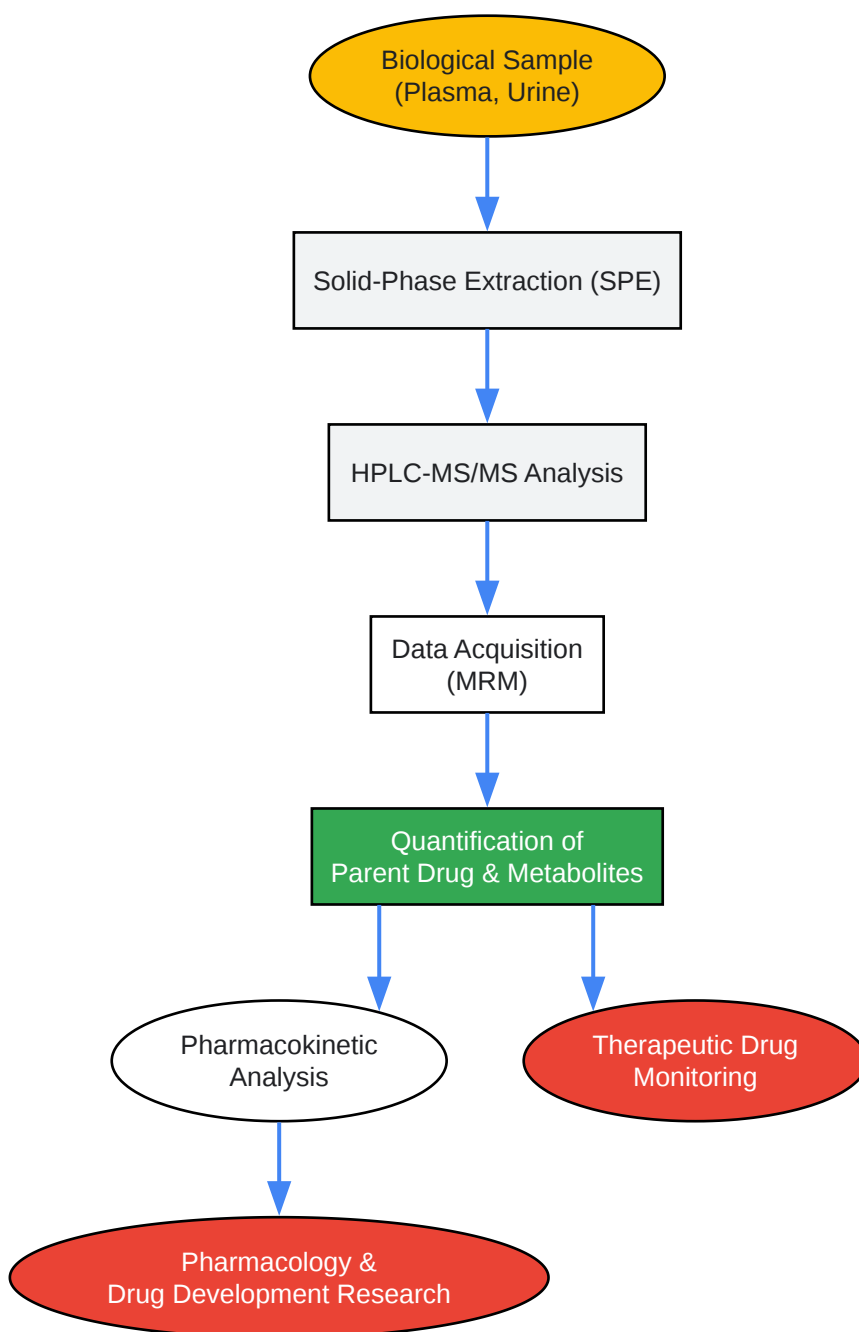 Biological Sample
(Plasma, Urine)
Solid-Phase Extraction (SPE)
HPLC-MS/MS Analysis
Data Acquisition
(MRM)
Quantification of
Parent Drug & Metabolites
Pharmacokinetic
Analysis
Therapeutic Drug
Monitoring
Pharmacology &
Drug Development Research